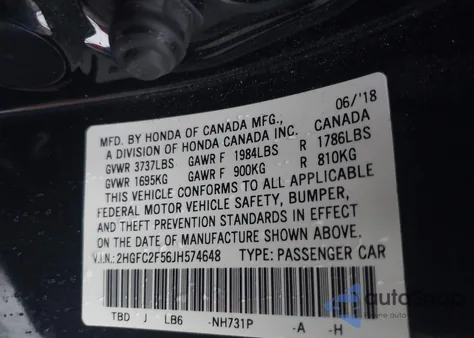 06/'18
MFD. BY HONDA OF CANADA MFG.,
A DIVISION OF HONDA CANADA INC. CANADA
GVWR 3737LBS GAWR F 1984LBS R 1786LBS
GVWR 1695KG GAWR F 900KG R 810KG
THIS VEHICLE CONFORMS TO ALL APPLICABLE
FEDERAL MOTOR VEHICLE SAFETY, BUMPER,
AND THEFT PREVENTION STANDARDS IN EFFECT
ON THE DATE OF MANUFACTURE SHOWN ABOVE.
V.I.N.: 2HGFC2F56JH574648 TYPE: PASSENGER CAR
TBD J LB6 -NH731P -A -H